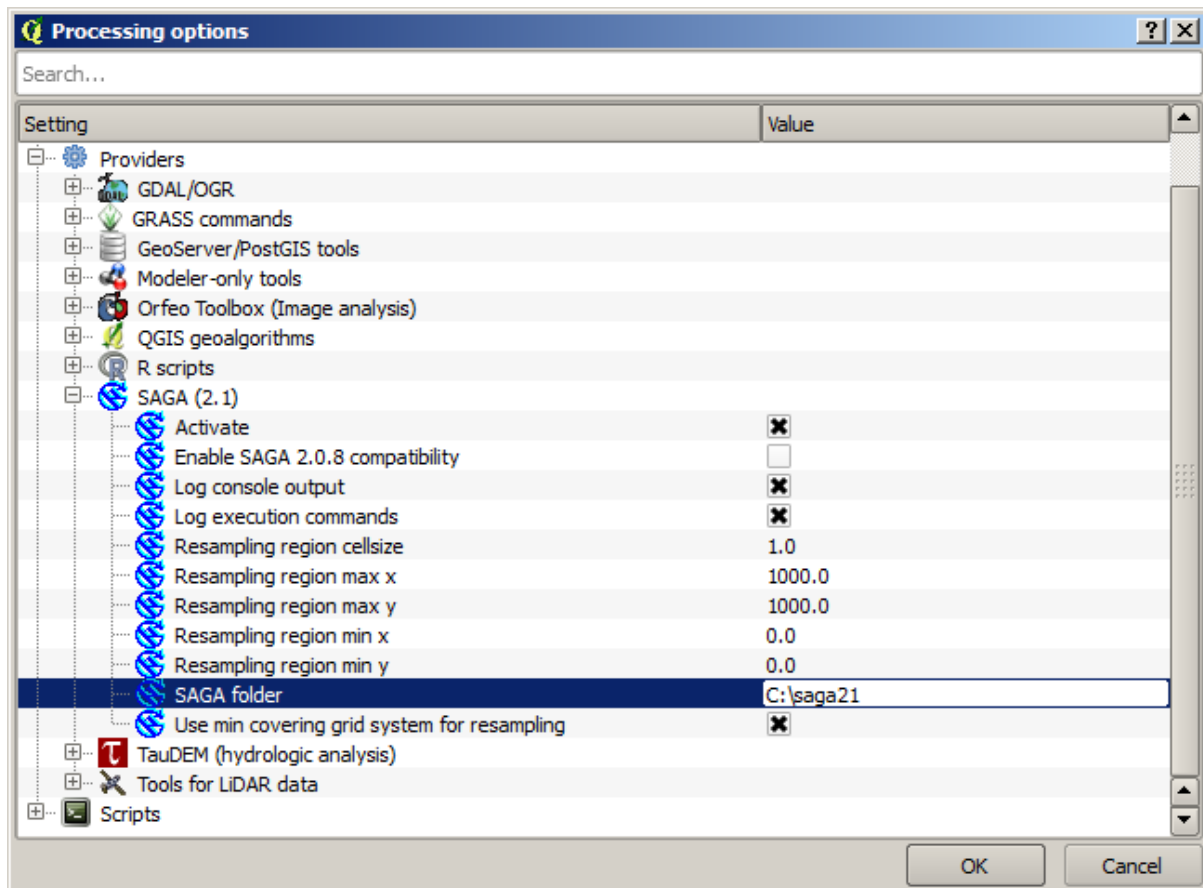 Processing options
Search...
Setting Value
Providers
GDAL/OGR
GRASS commands
GeoServer/PostGIS tools
Modeler-only tools
Orfeo Toolbox (Image analysis)
QGIS geoalgorithms
R scripts
SAGA (2.1)
Activate
Enable SAGA 2.0.8 compatibility
Log console output
Log execution commands
Resampling region cellsize 1.0
Resampling region max x 1000.0
Resampling region max y 1000.0
Resampling region min x 0.0
Resampling region min y 0.0
SAGA folder C:\saga21
Use min covering grid system for resampling
TauDEM (hydrologic analysis)
Tools for LiDAR data
Scripts
OK Cancel